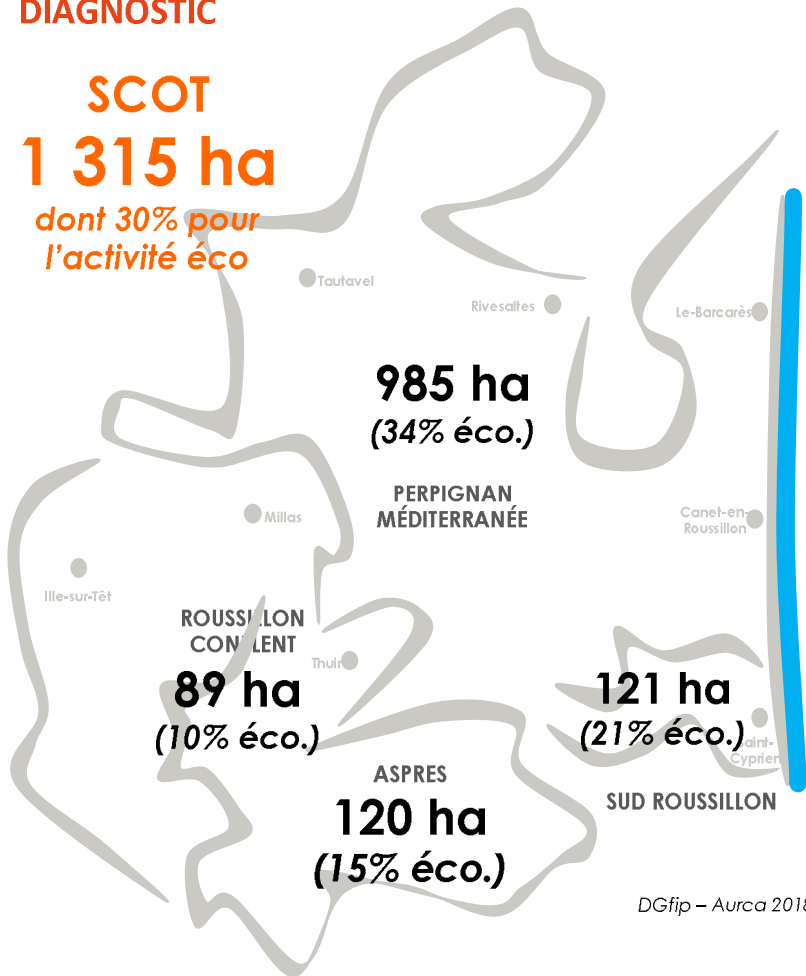 DIAGNOSTIC
SCOT
1 315 ha
dont 30% pour
l'activité éco
Tautavel
Rivesaltes
Le-Barcarès
985 ha
(34% éco.)
PERPIGNAN
MÉDITERRANÉE
Millas
Canet-en-
Roussillon
Ille-sur-Têt
ROUSSILLON
CONFLENT
Thuir
89 ha
(10% éco.)
121 ha
(21% éco.)
Saint-
Cyprien
SUD ROUSSILLON
ASPRES
120 ha
(15% éco.)
DGfip – Aurca 2018